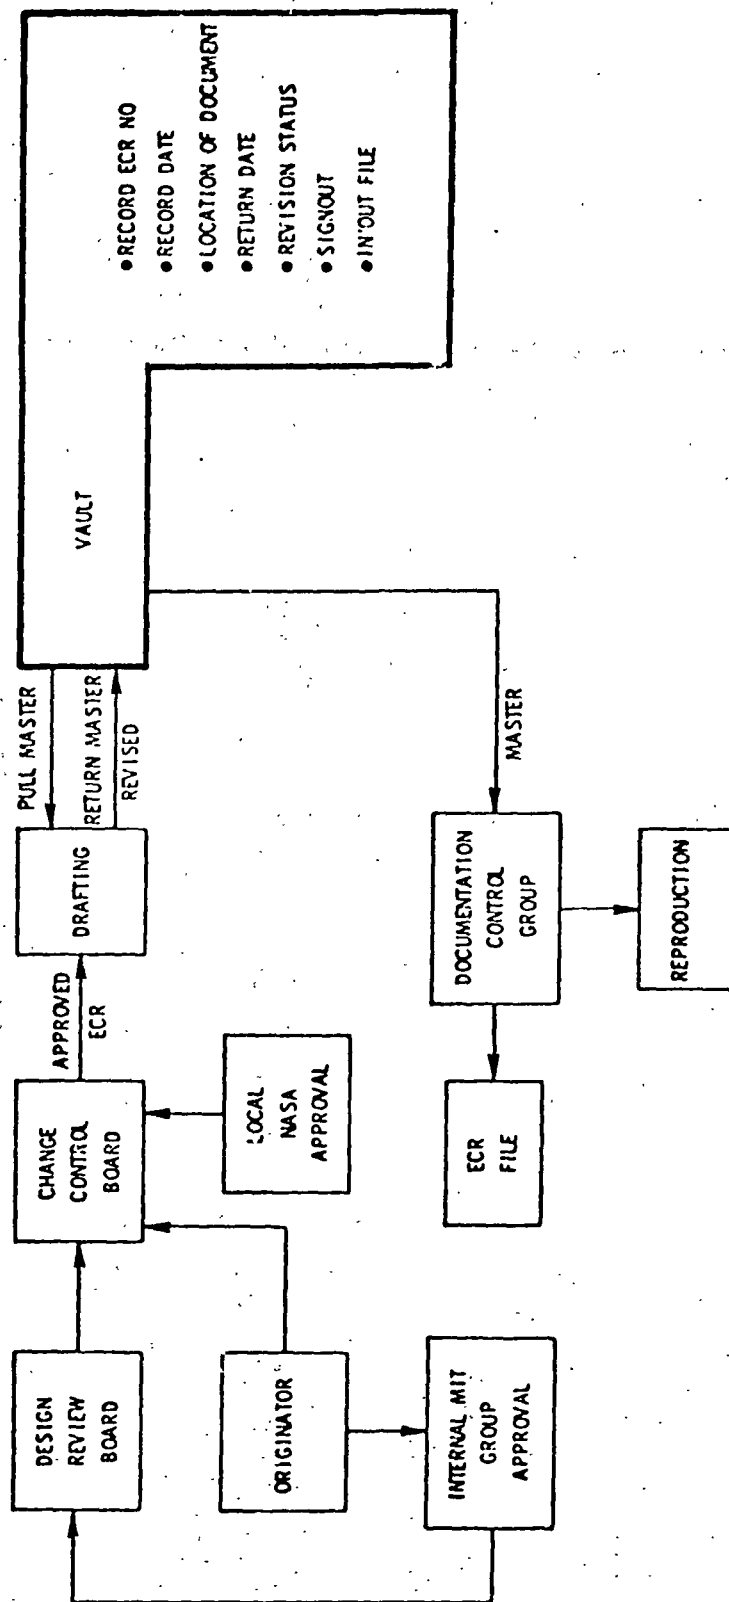 DESIGN
REVIEW
BOARD
CHANGE
CONTROL
BOARD
APPROVED
ECR
DRAFTING
PULL MASTER
RETURN MASTER
REVISED
VAULT
•RECORD ECR NO
•RECORD DATE
•LOCATION OF DOCUMENT
•RETURN DATE
•REVISION STATUS
•SIGNOUT
•IN'OUT FILE
ORIGINATOR
LOCAL
NASA
APPROVAL
INTERNAL MIT
GROUP
APPROVAL
ECR
FILE
DOCUMENTATION
CONTROL
GROUP
MASTER
REPRODUCTION